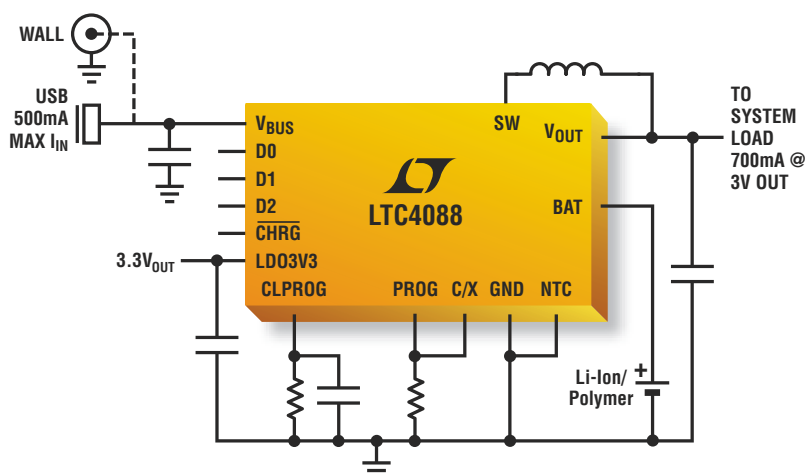 WALL
USB
500mA
MAX IIN
VBUS
D0
D1
D2
CHRG
LDO3V3
3.3VOUT
CLPROG
PROG
C/X
GND
NTC
SW
VOUT
BAT
LTC4088
TO
SYSTEM
LOAD
700mA @
3V OUT
Li-Ion/
Polymer
+